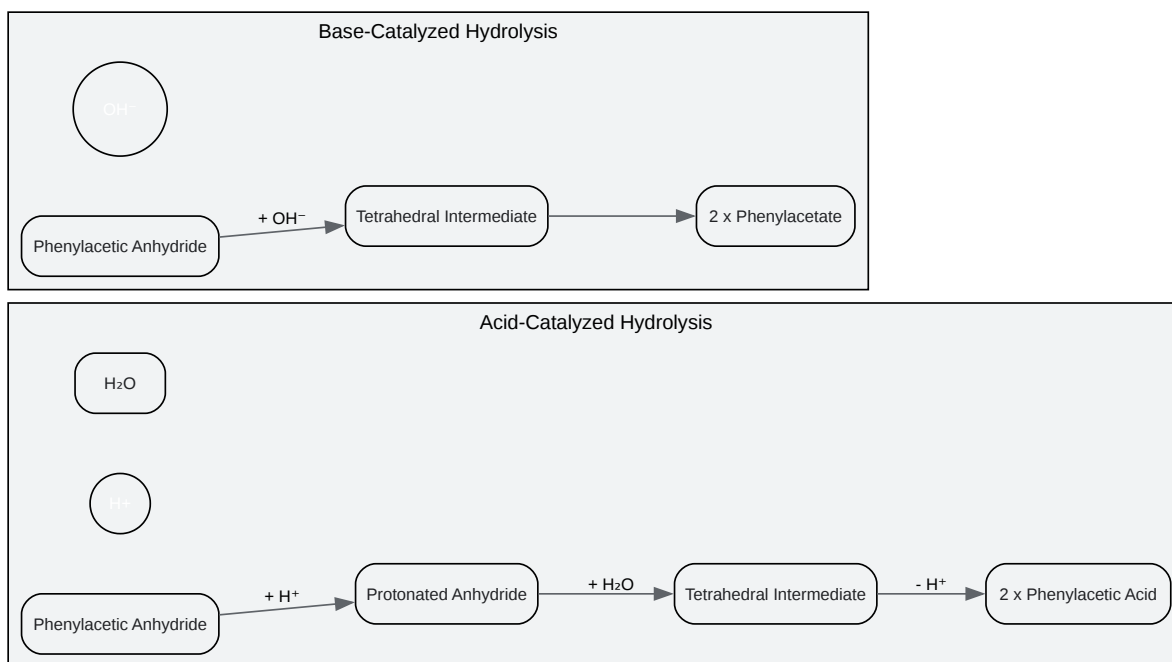 Base-Catalyzed Hydrolysis
OH⁻
+ OH⁻
Phenylacetic Anhydride
Tetrahedral Intermediate
2 x Phenylacetate
Acid-Catalyzed Hydrolysis
H₂O
H+
Phenylacetic Anhydride
+ H⁺
Protonated Anhydride
+ H₂O
Tetrahedral Intermediate
- H⁺
2 x Phenylacetic Acid